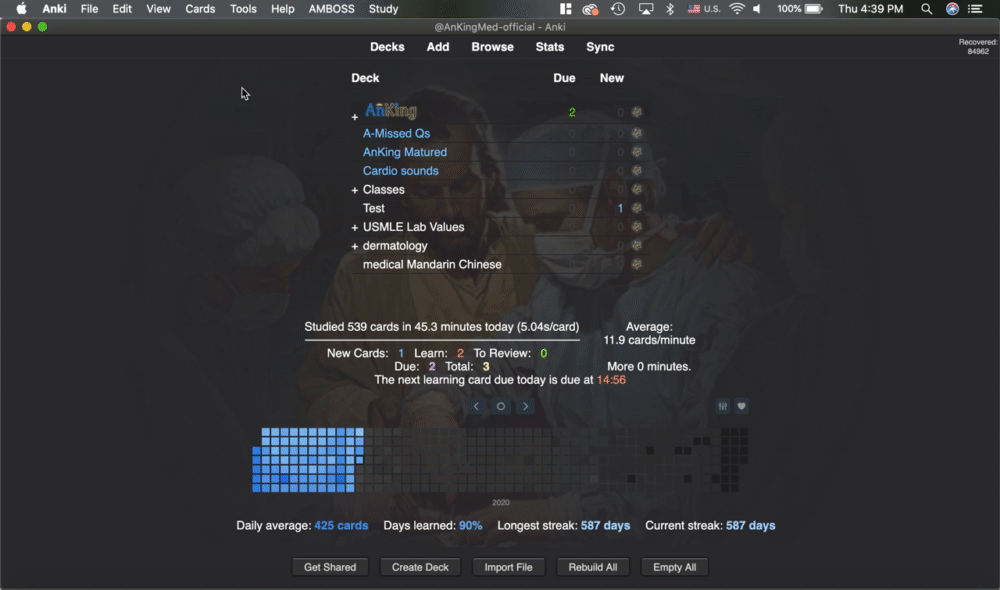 Anki File Edit View Cards Tools Help AMBOSS Study U.S. 100% Thu 4:39 PM
@AnKingMed-official - Anki
Decks Add Browse Stats Sync
Recovered:
84962
Deck Due New
+ AnKing 2 0
A-Missed Qs 0 0
AnKing Matured 0 0
Cardio sounds 0 0
+ Classes 0 0
Test 0 1
+ USMLE Lab Values 0 0
+ dermatology 0 0
medical Mandarin Chinese 0 0
Studied 539 cards in 45.3 minutes today (5.04s/card)
Average:
11.9 cards/minute
New Cards: 1 Learn: 2 To Review: 0
Due: 2 Total: 3
More 0 minutes.
The next learning card due today is due at 14:56
2020
Daily average: 425 cards Days learned: 90% Longest streak: 587 days Current streak: 587 days
Get Shared Create Deck Import File Rebuild All Empty All